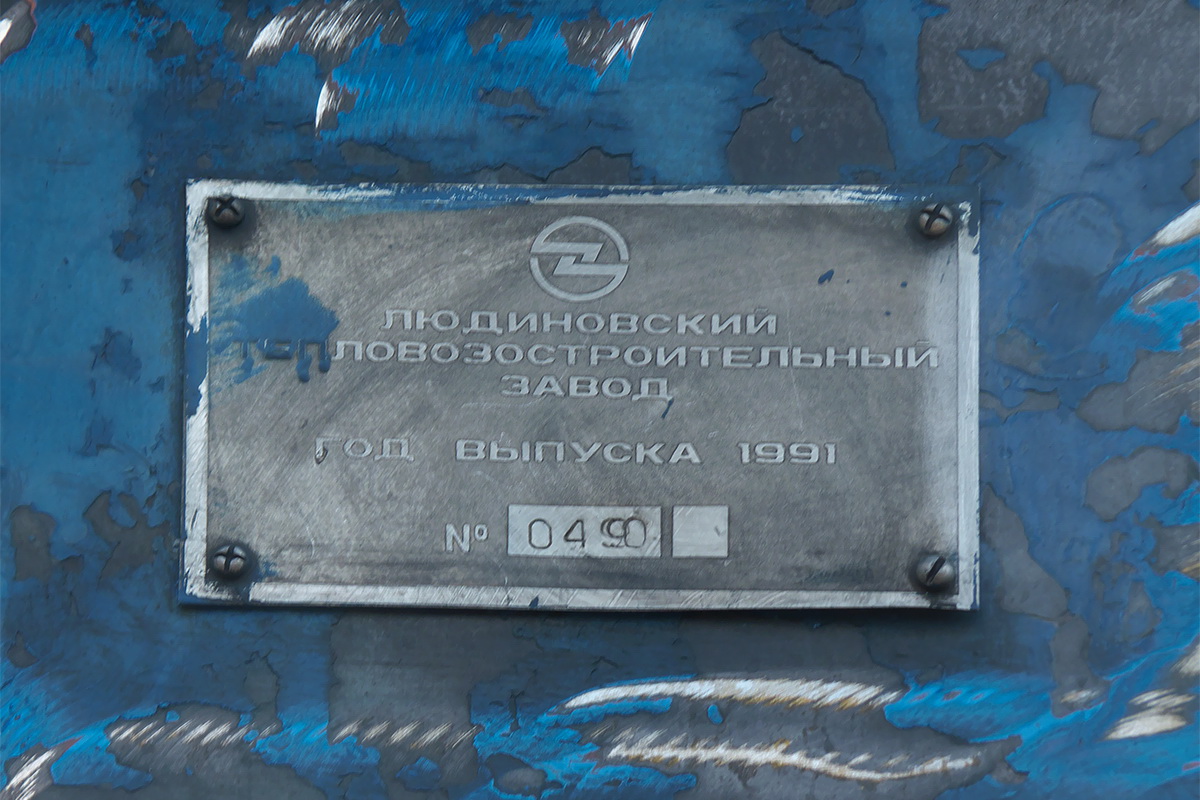 ЛЮДИНОВСКИЙ
ТЕПЛОВОЗОСТРОИТЕЛЬНЫЙ
ЗАВОД
ГОД ВЫПУСКА 1991
№ 0490